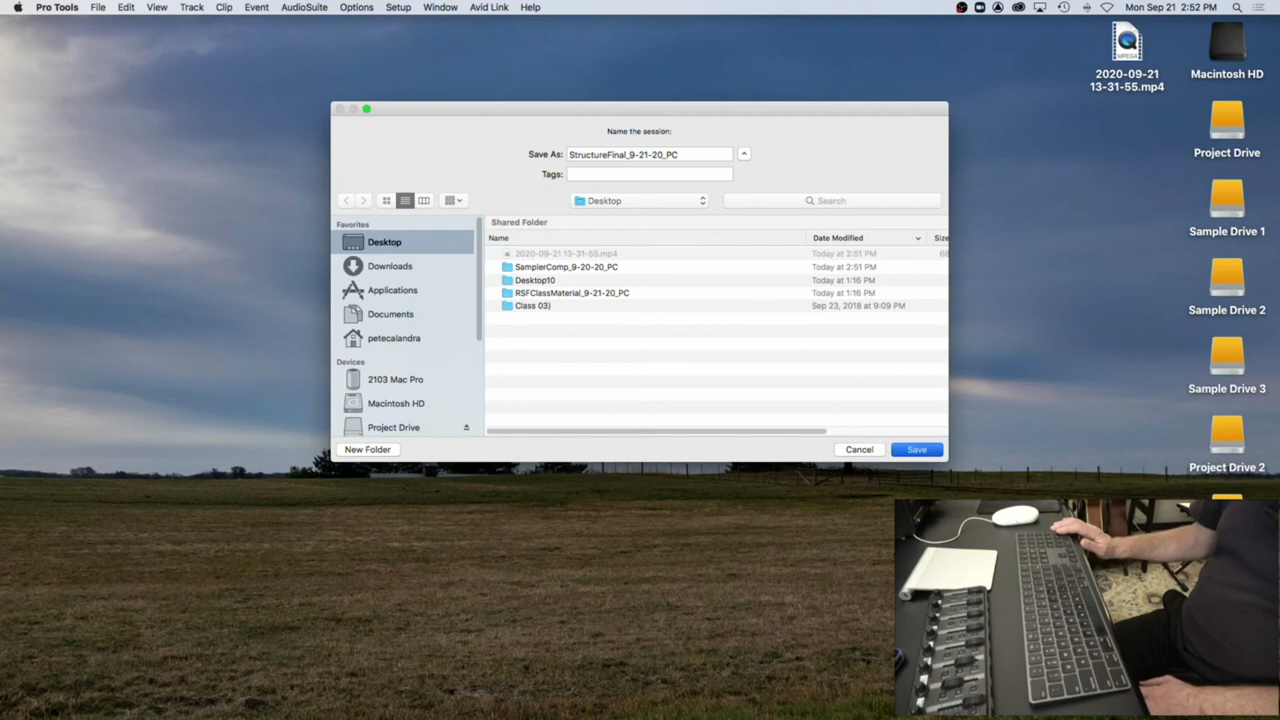 Pro Tools File Edit View Track Clip Event AudioSuite Options Setup Window Avid Link Help Mon Sep 21 2:52 PM
2020-09-21
13-31-55.mp4
Macintosh HD
Project Drive
Sample Drive 1
Sample Drive 2
Sample Drive 3
Project Drive 2
MPEG4
Name the session:
Save As: StructureFinal_9-21-20_PC
Tags:
Desktop
Search
Favorites
Desktop
Downloads
Applications
Documents
petecalandra
Devices
2103 Mac Pro
Macintosh HD
Project Drive
Shared Folder
Name Date Modified Size
2020-09-21 13-31-55.mp4 Today at 2:51 PM
SamplerComp_9-20-20_PC Today at 2:51 PM
Desktop10 Today at 1:16 PM
RSFClassMaterial_9-21-20_PC Today at 1:16 PM
Class 03) Sep 23, 2018 at 9:09 PM
New Folder Cancel Save